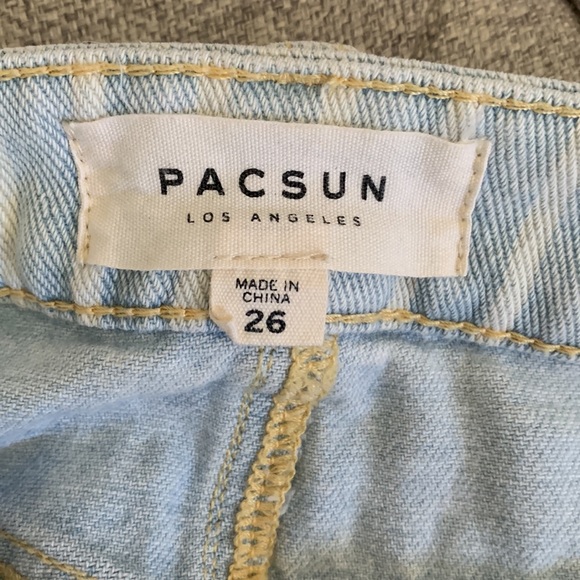 PACSUN
LOS ANGELES
MADE IN
CHINA
26